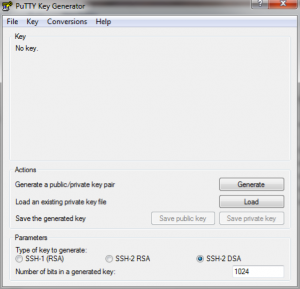 PuTTY Key Generator
File Key Conversions Help
Key
No key.
Actions
Generate a public/private key pair Generate
Load an existing private key file Load
Save the generated key Save public key Save private key
Parameters
Type of key to generate:
SSH-1 (RSA) SSH-2 RSA SSH-2 DSA
Number of bits in a generated key: 1024